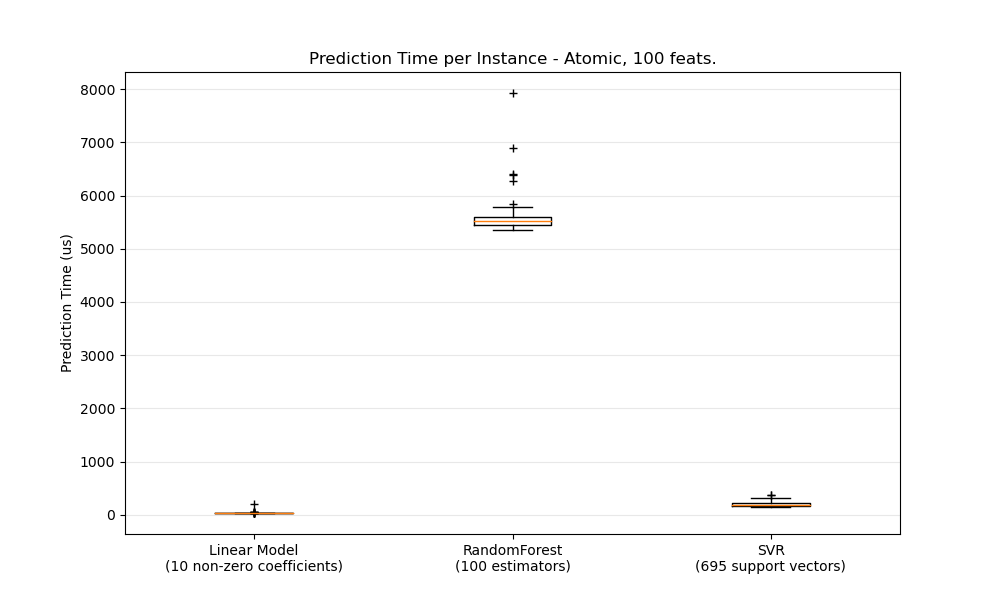 Prediction Time per Instance - Atomic, 100 feats.
Prediction Time (us)
8000
7000
6000
5000
4000
3000
2000
1000
0
Linear Model
(10 non-zero coefficients)
RandomForest
(100 estimators)
SVR
(695 support vectors)